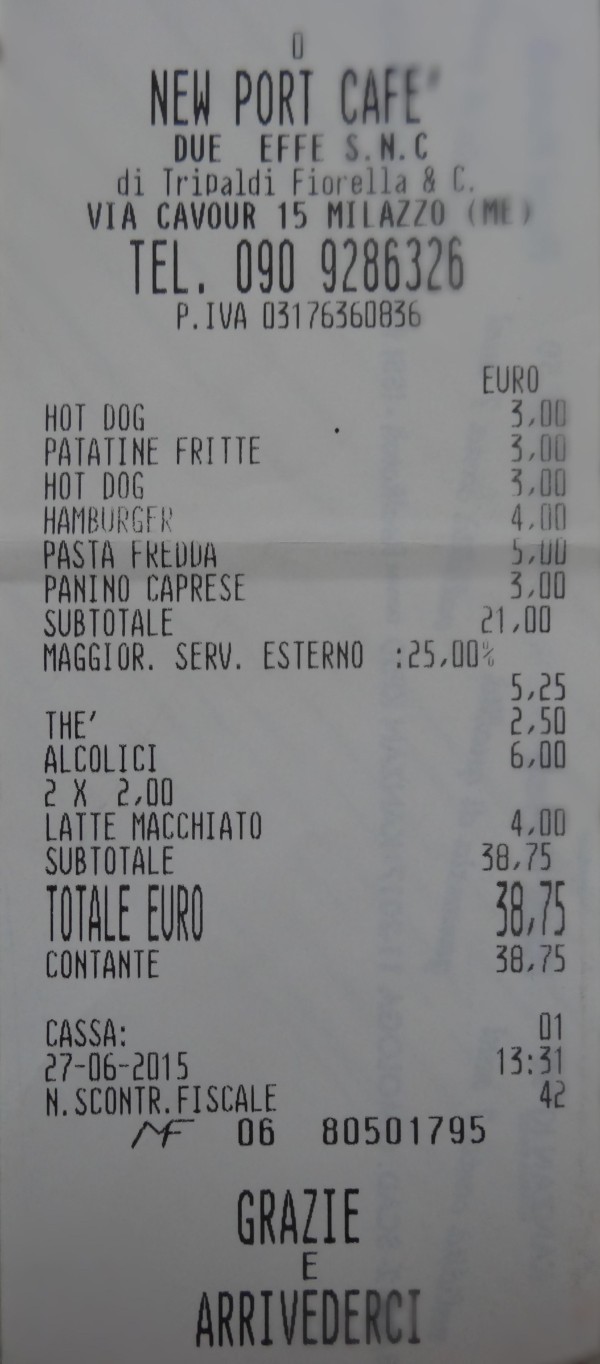 0
NEW PORT CAFE'
DUE EFFE S.N.C
di Tripaldi Fiorella & C.
VIA CAVOUR 15 MILAZZO (ME)
TEL. 090 9286326
P.IVA 03176360836
EURO
HOT DOG 3,00
PATATINE FRITTE 3,00
HOT DOG 3,00
HAMBURGER 4,00
PASTA FREDDA 5,00
PANINO CAPRESE 3,00
SUBTOTALE 21,00
MAGGIOR. SERV. ESTERNO :25,00%
5,25
THE' 2,50
ALCOLICI 6,00
2 X 2,00
LATTE MACCHIATO 4,00
SUBTOTALE 38,75
TOTALE EURO 38,75
CONTANTE 38,75
CASSA: 01
27-06-2015 13:31
N.SCONTR.FISCALE 42
MF 06 80501795
GRAZIE
E
ARRIVEDERCI